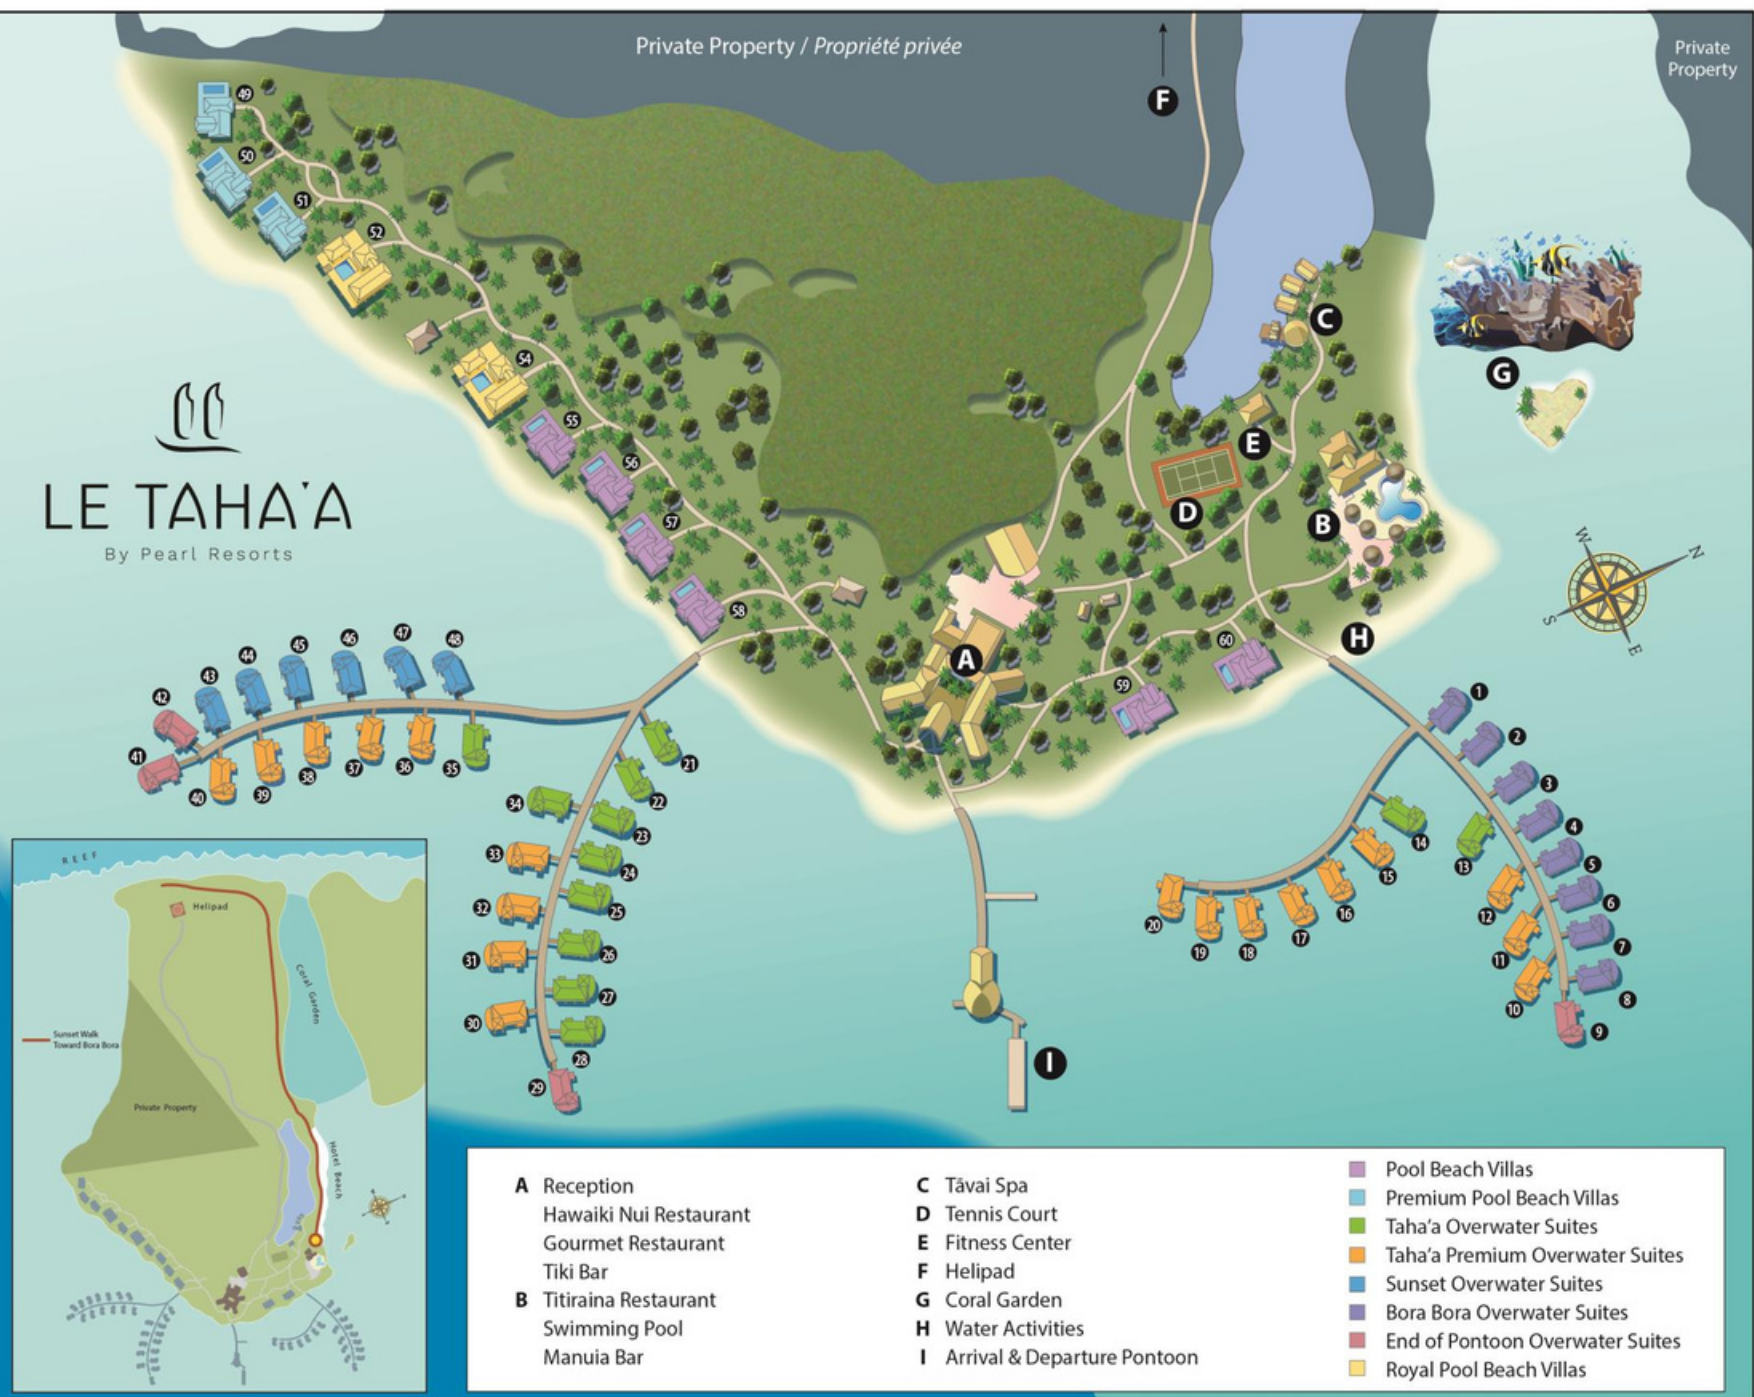 Private Property / Propriété privée
Private
Property
F
49
50
51
52
54
55
56
57
58
C
G
E
D
B
A
60
59
H
LE TAHA'A
By Pearl Resorts
W
N
S
E
42
43
44
45
46
47
48
41
40
39
38
37
36
35
21
22
34
23
33
24
32
25
31
26
27
30
28
29
1
2
3
4
5
6
7
8
9
10
11
12
13
14
15
16
17
18
19
20
I
REEF
Helipad
Coral Garden
Sunset Walk
Toward Bora Bora
Private Property
Hotel Beach
A Reception
Hawaiki Nui Restaurant
Gourmet Restaurant
Tiki Bar
B Titiraina Restaurant
Swimming Pool
Manuia Bar
C Tāvai Spa
D Tennis Court
E Fitness Center
F Helipad
G Coral Garden
H Water Activities
I Arrival & Departure Pontoon
Pool Beach Villas
Premium Pool Beach Villas
Taha'a Overwater Suites
Taha'a Premium Overwater Suites
Sunset Overwater Suites
Bora Bora Overwater Suites
End of Pontoon Overwater Suites
Royal Pool Beach Villas